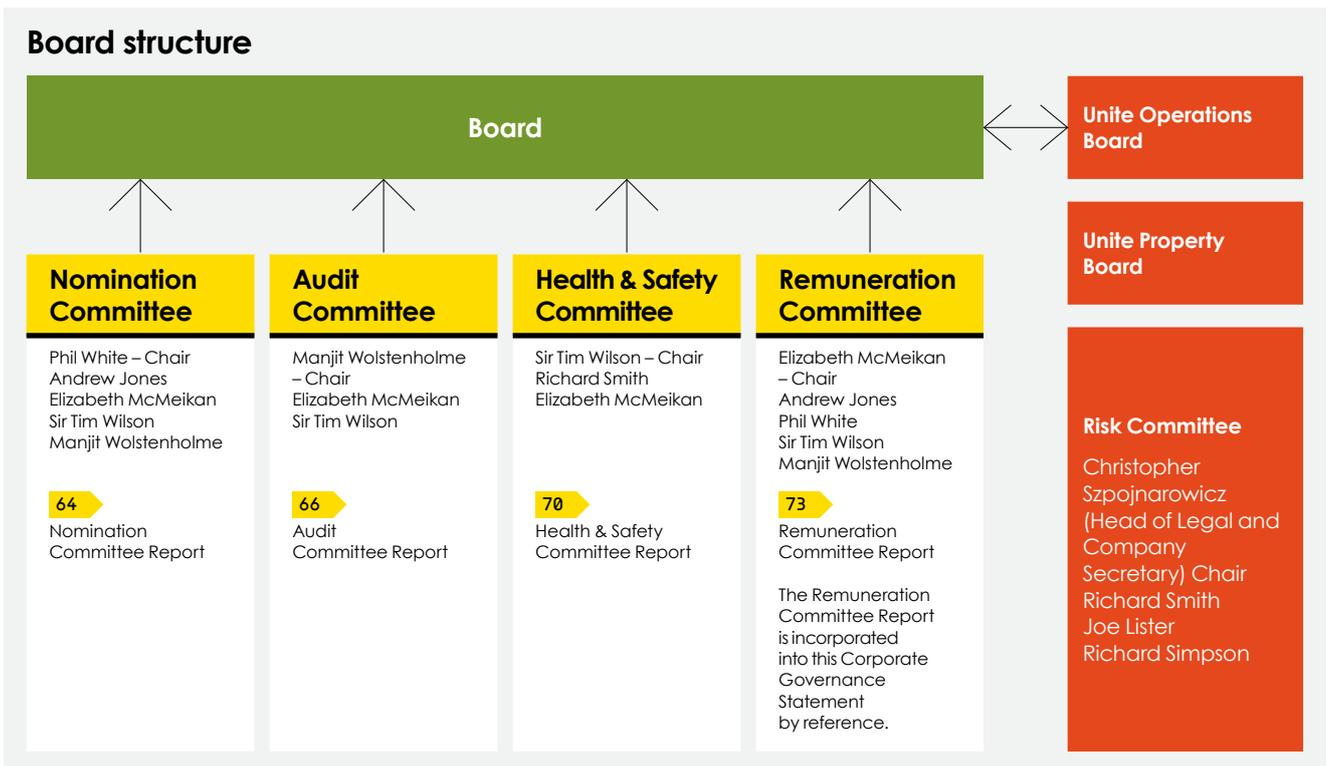 Board structure
Board
Unite Operations
Board
Unite Property
Board
Nomination
Committee
Phil White – Chair
Andrew Jones
Elizabeth McMeikan
Sir Tim Wilson
Manjit Wolstenholme
64
Nomination
Committee Report
Audit
Committee
Manjit Wolstenholme
– Chair
Elizabeth McMeikan
Sir Tim Wilson
66
Audit
Committee Report
Health & Safety
Committee
Sir Tim Wilson – Chair
Richard Smith
Elizabeth McMeikan
70
Health & Safety
Committee Report
Remuneration
Committee
Elizabeth McMeikan
– Chair
Andrew Jones
Phil White
Sir Tim Wilson
Manjit Wolstenholme
73
Remuneration
Committee Report
The Remuneration
Committee Report
is incorporated
into this Corporate
Governance
Statement
by reference.
Risk Committee
Christopher
Szpojnarowicz
(Head of Legal and
Company
Secretary) Chair
Richard Smith
Joe Lister
Richard Simpson